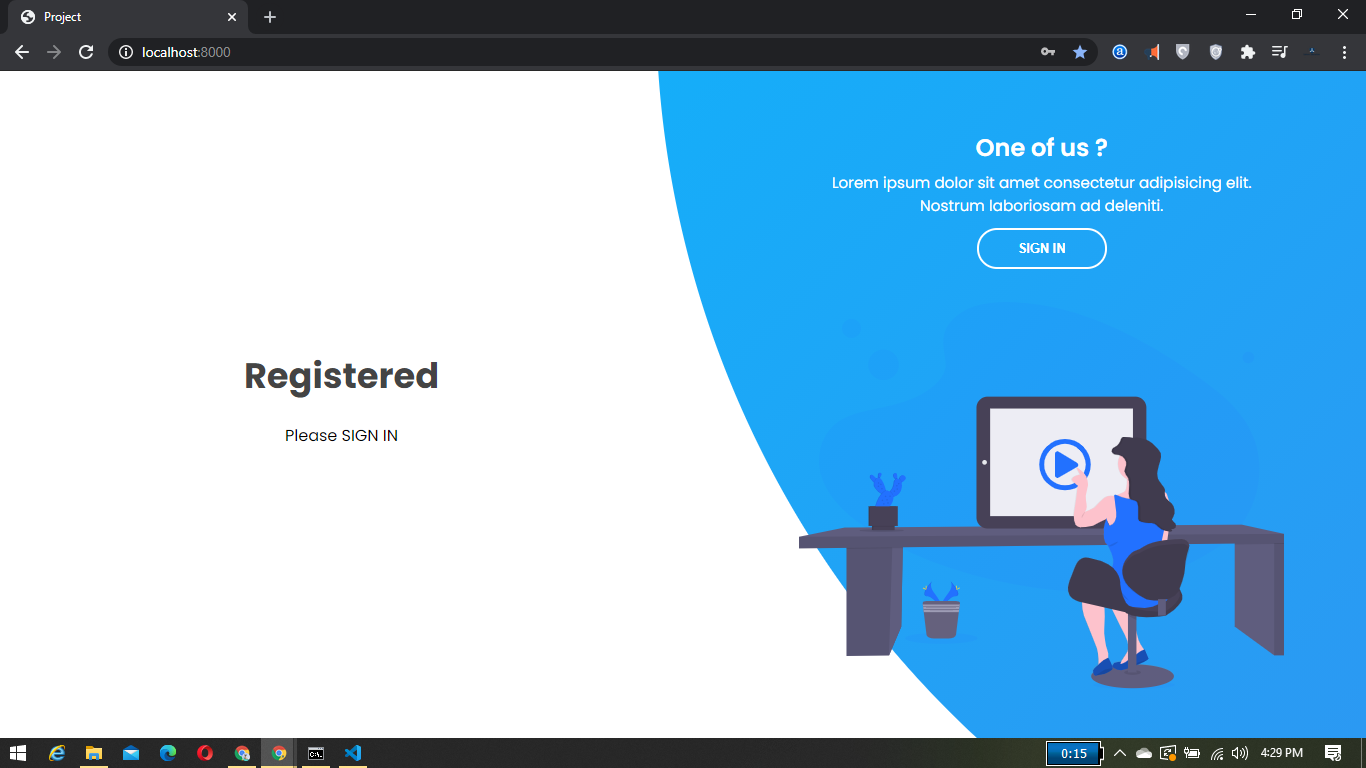 Project
localhost:8000
One of us ?
Lorem ipsum dolor sit amet consectetur adipisicing elit.
Nostrum laboriosam ad deleniti.
SIGN IN
Registered
Please SIGN IN
0:15
4:29 PM